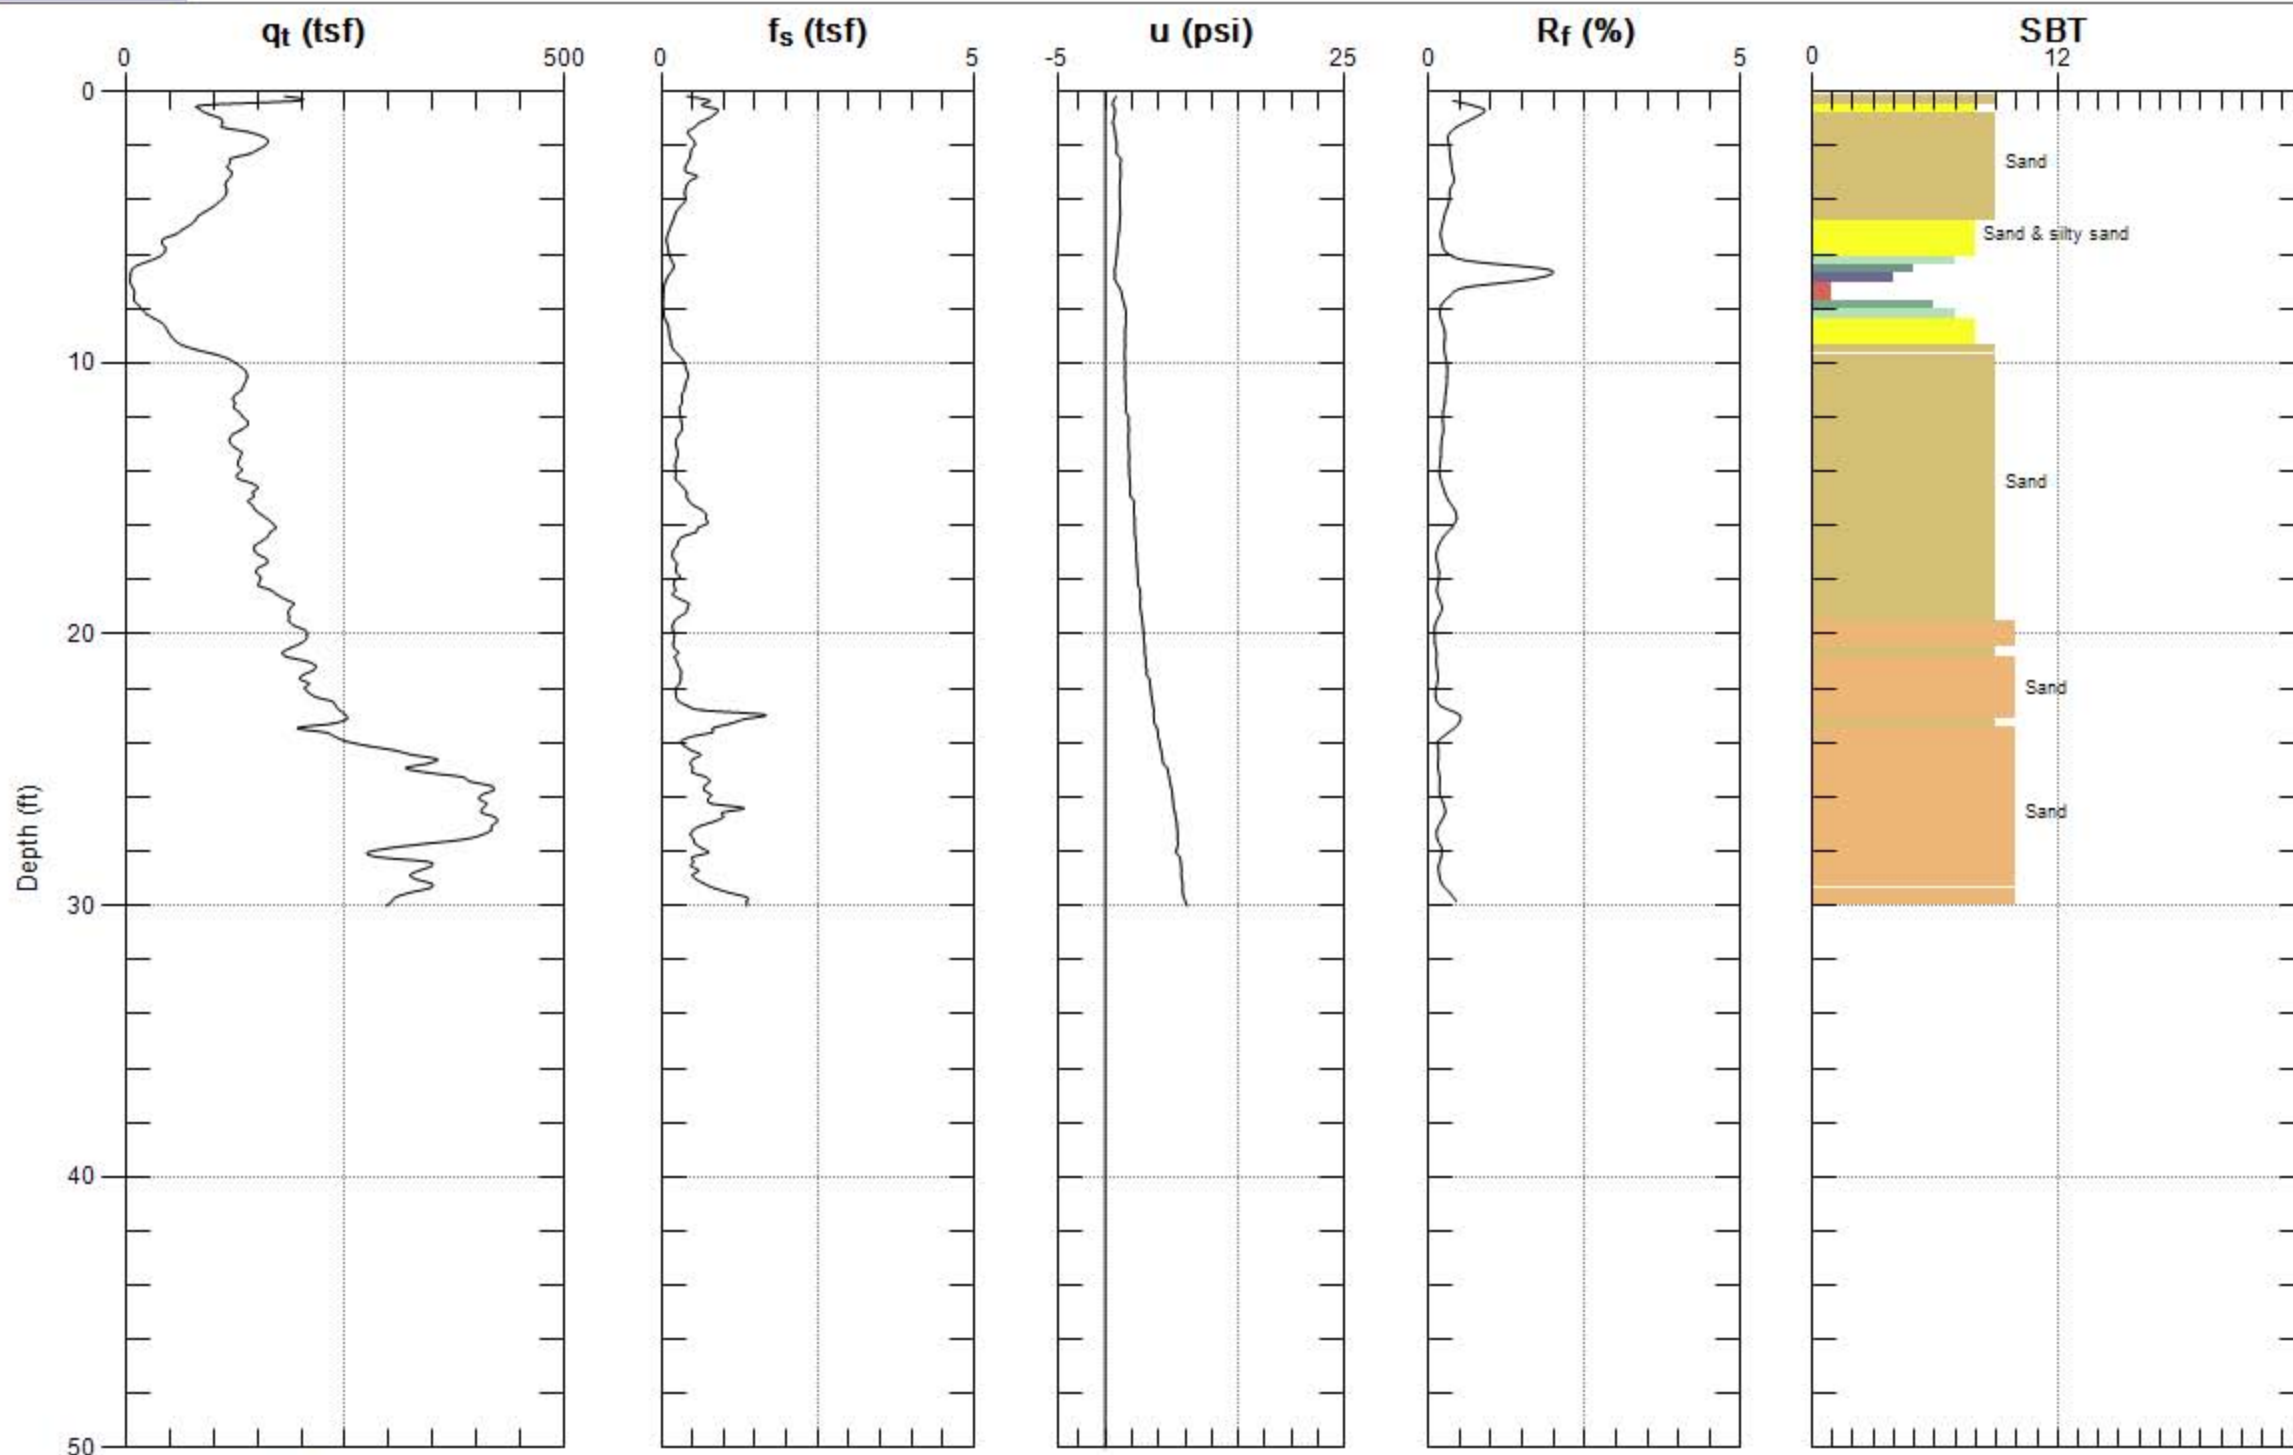 qt (tsf) fs (tsf) u (psi) Rf (%) SBT
0 500 0 5 -5 25 0 5 0 12
0
Sand
Sand & silty sand
10
Sand
20
Sand
Sand
Depth (ft)
30
40
50